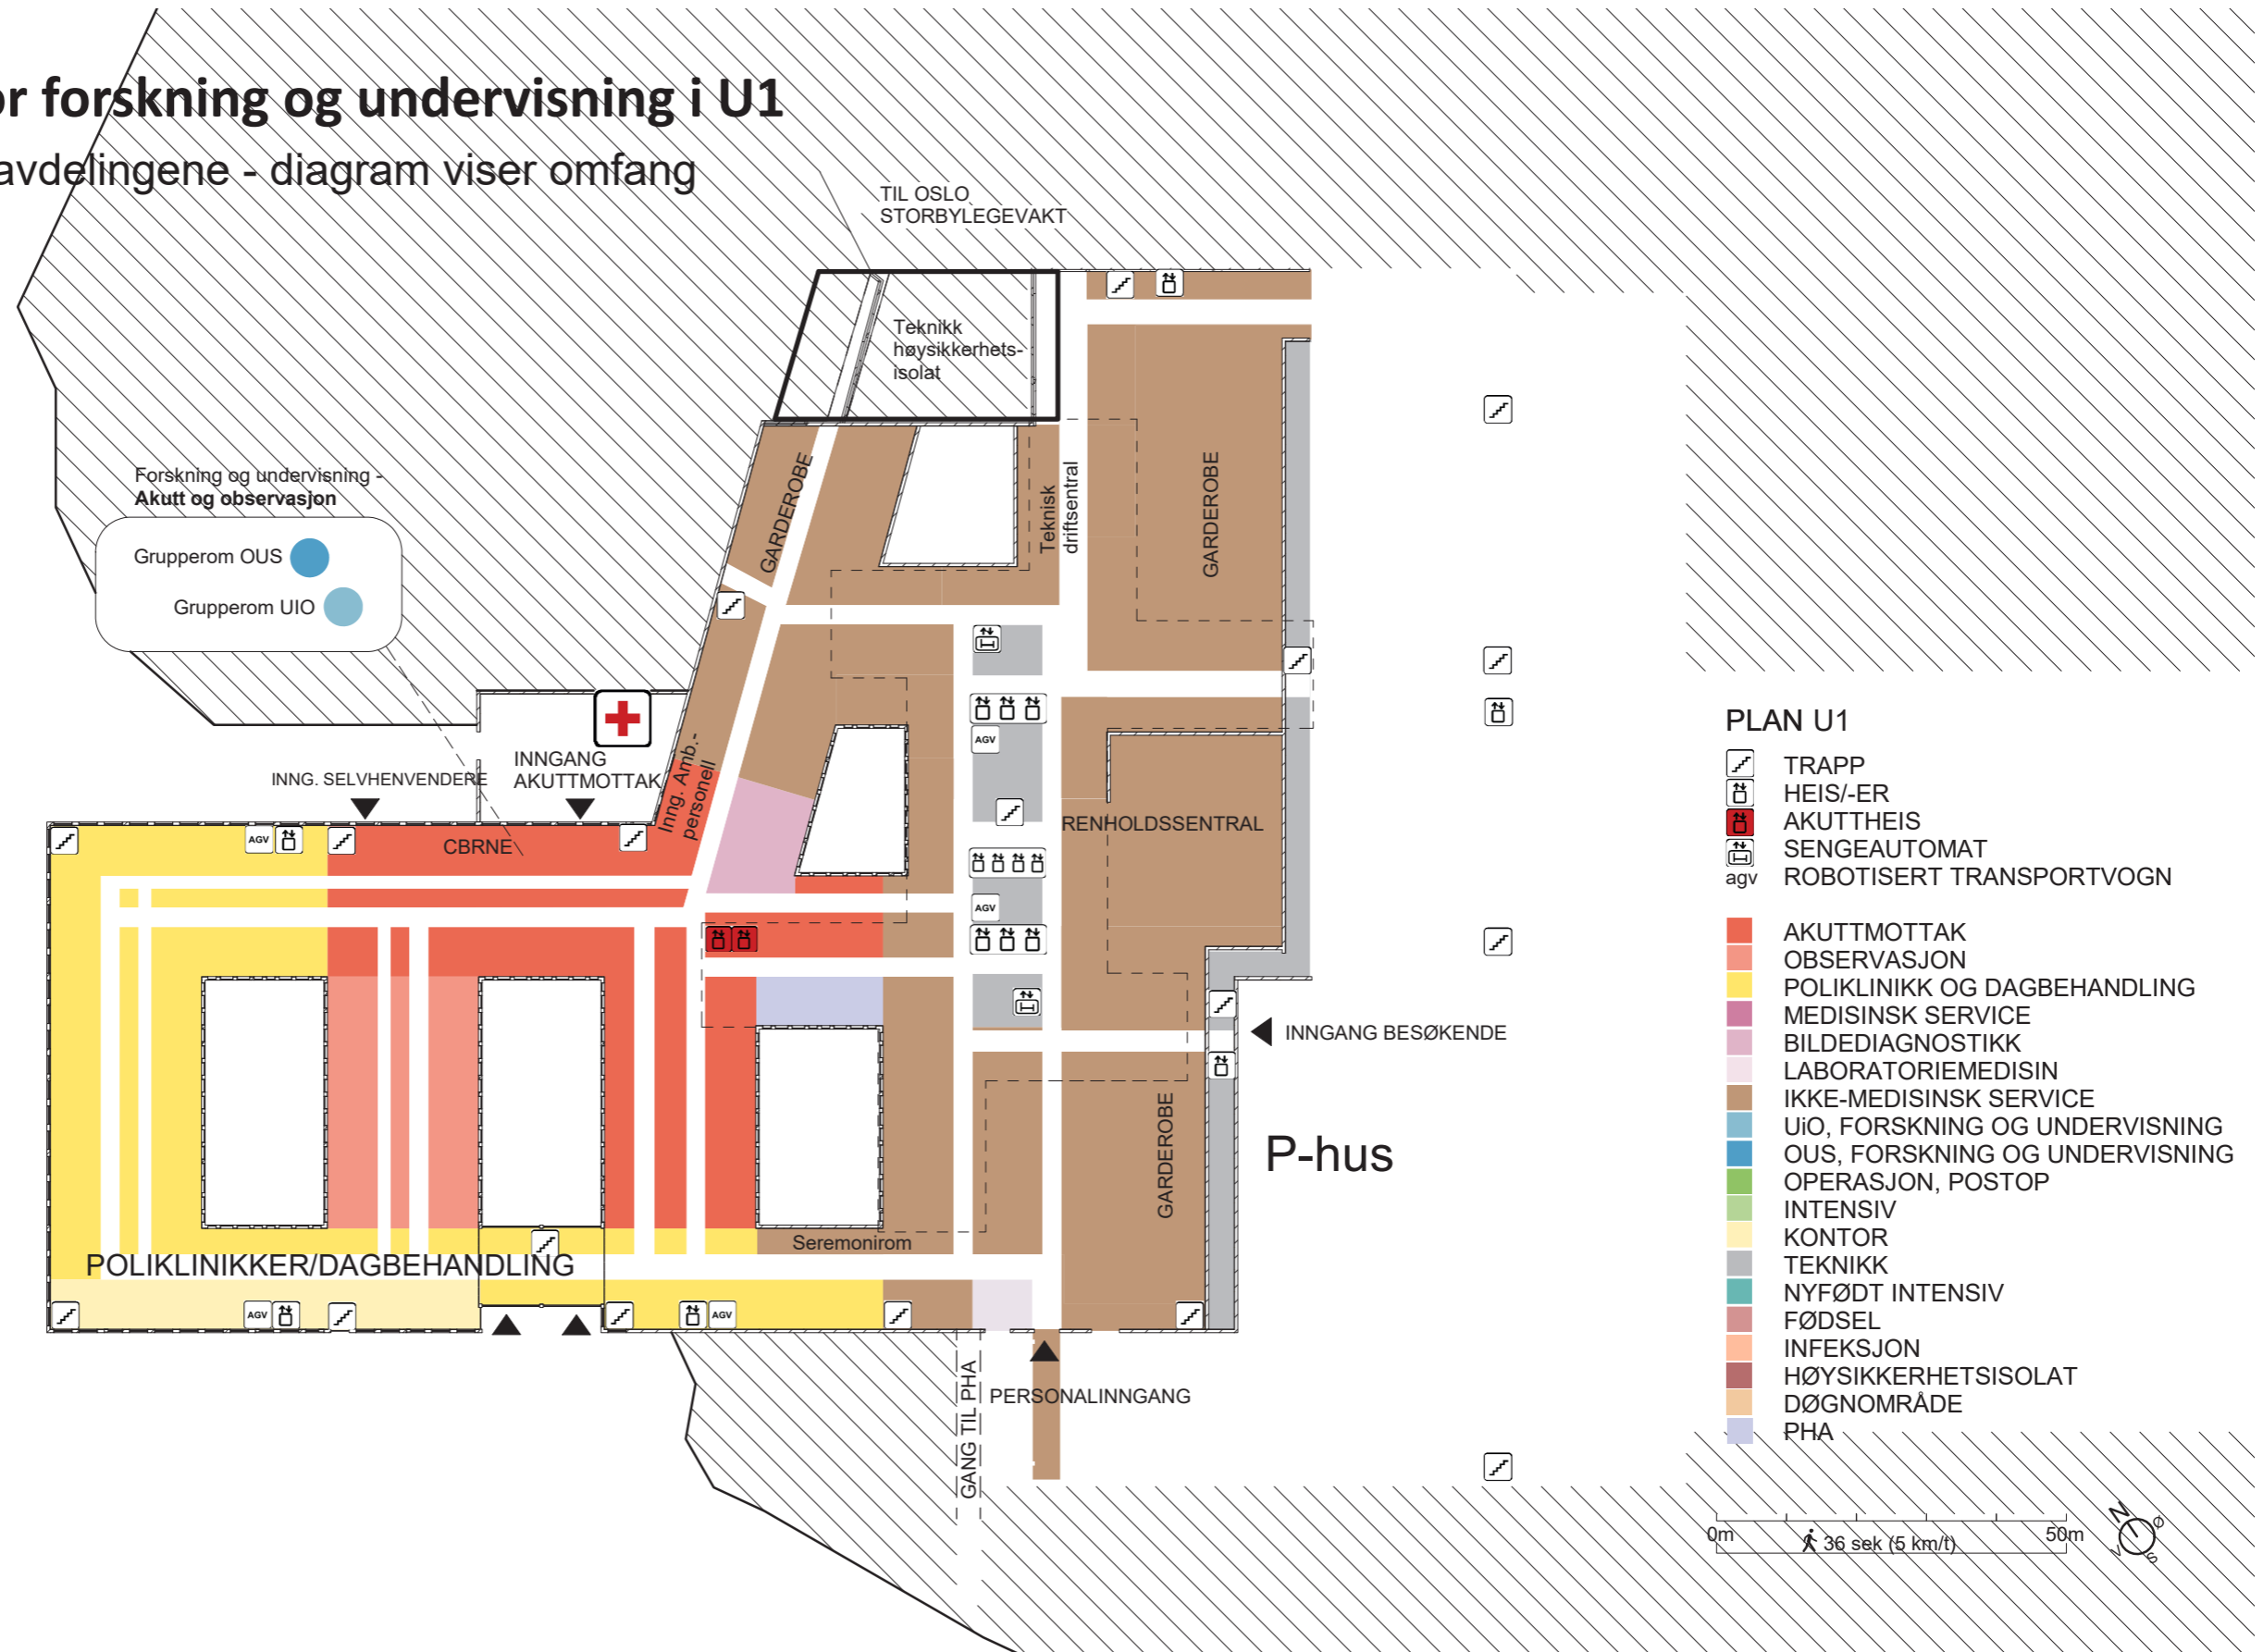 or forskning og undervisning i U1
avdelingene - diagram viser omfang
TIL OSLO
STORBYLEGEVAKT
Teknikk
høysikkerhets-
isolat
Forskning og undervisning -
Akutt og observasjon
Grupperom OUS
Grupperom UIO
GARDEROBE
Teknisk
driftsentral
GARDEROBE
INNG. SELVHENVENDERE
INNGANG
AKUTTMOTTAK
Inng. Amb.-
personell
CBRNE
AGV
AGV
AGV
RENHOLDSSENTRAL
INNGANG BESØKENDE
GARDEROBE
P-hus
Seremonirom
POLIKLINIKKER/DAGBEHANDLING
AGV
AGV
GANG TIL PHA
PERSONALINNGANG
PLAN U1
TRAPP
HEIS/-ER
AKUTTHEIS
SENGEAUTOMAT
agv ROBOTISERT TRANSPORTVOGN
AKUTTMOTTAK
OBSERVASJON
POLIKLINIKK OG DAGBEHANDLING
MEDISINSK SERVICE
BILDEDIAGNOSTIKK
LABORATORIEMEDISIN
IKKE-MEDISINSK SERVICE
UiO, FORSKNING OG UNDERVISNING
OUS, FORSKNING OG UNDERVISNING
OPERASJON, POSTOP
INTENSIV
KONTOR
TEKNIKK
NYFØDT INTENSIV
FØDSEL
INFEKSJON
HØYSIKKERHETSISOLAT
DØGNOMRÅDE
PHA
0m 36 sek (5 km/t) 50m
N Ø
V S